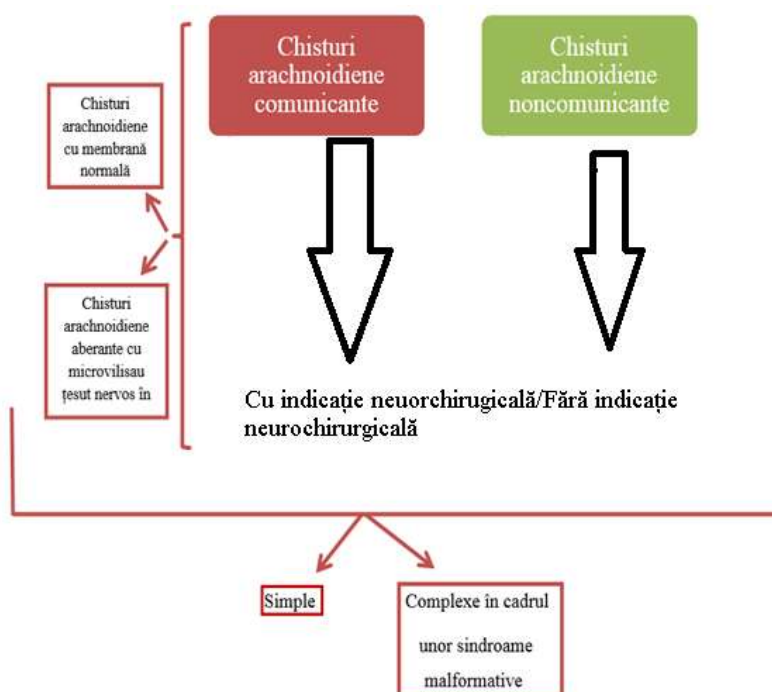 Chisturi
arachnoidiene
comunicante
Chisturi
arachnoidiene
noncomunicante
Chisturi
arachnoidiene
cu membrană
normală
Chisturi
arachnoidiene
aberante cu
microvilisau
țesut nervos în
Cu indicație neuorchirugicală/Fără indicație
neurochirurgicală
Simple
Complexe în cadrul
unor sindroame
malformative